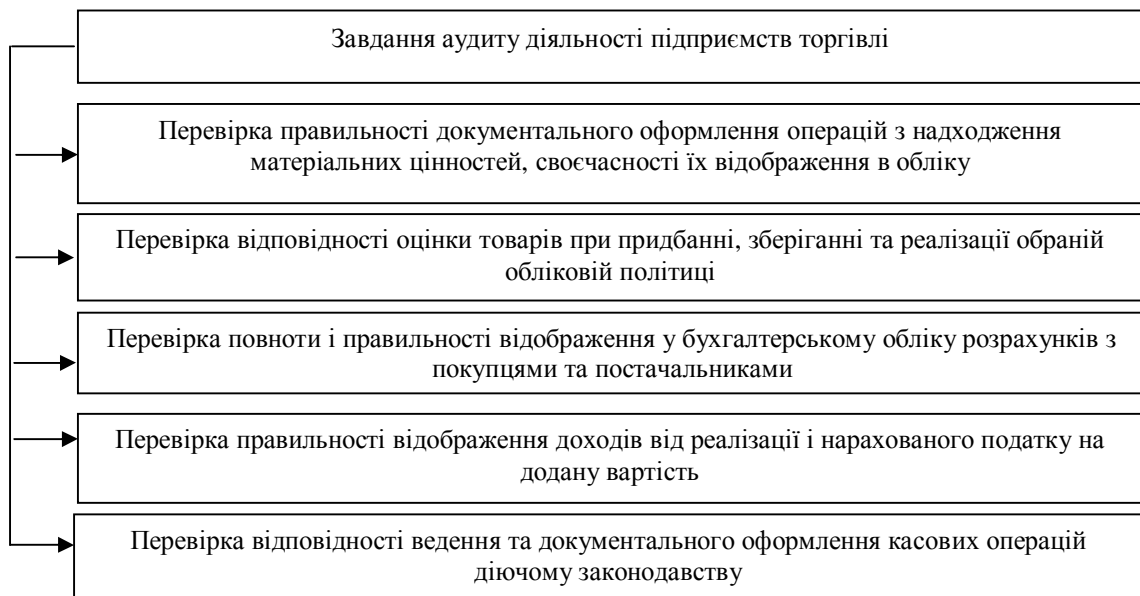 Завдання аудиту діяльності підприємств торгівлі
Перевірка правильності документального оформлення операцій з надходження
матеріальних цінностей, своєчасності їх відображення в обліку
Перевірка відповідності оцінки товарів при придбанні, зберіганні та реалізації обраній
обліковій політиці
Перевірка повноти і правильності відображення у бухгалтерському обліку розрахунків з
покупцями та постачальниками
Перевірка правильності відображення доходів від реалізації і нарахованого податку на
додану вартість
Перевірка відповідності ведення та документального оформлення касових операцій
діючому законодавству